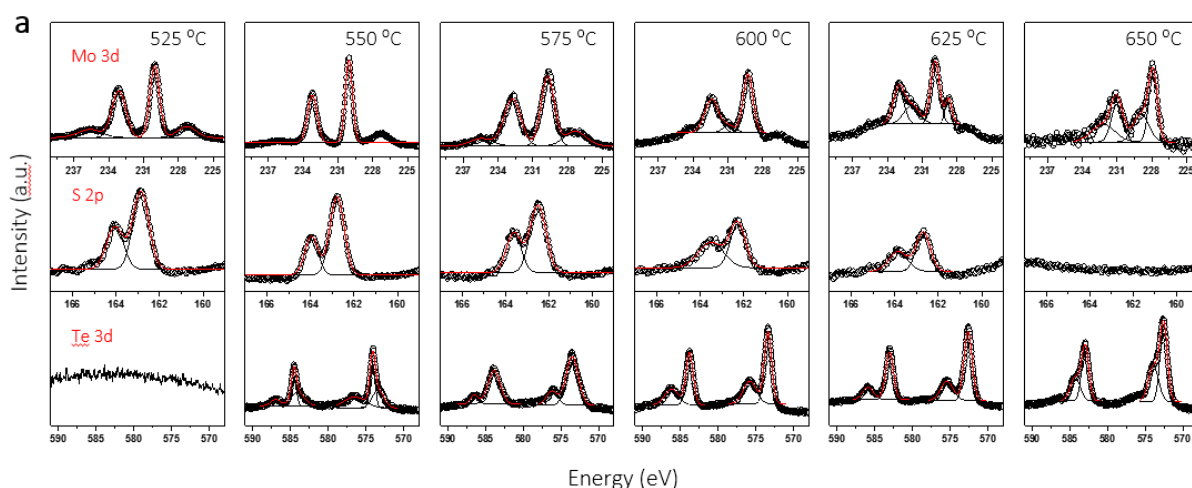 a
525 °C 550 °C 575 °C 600 °C 625 °C 650 °C
Mo 3d
237 234 231 228 225 237 234 231 228 225 237 234 231 228 225 237 234 231 228 225 237 234 231 228 225 237 234 231 228 225
S 2p
166 164 162 160 166 164 162 160 166 164 162 160 166 164 162 160 166 164 162 160 166 164 162 160
Te 3d
590 585 580 575 570 590 585 580 575 570 590 585 580 575 570 590 585 580 575 570 590 585 580 575 570 590 585 580 575 570
Intensity (a.u.)
Energy (eV)